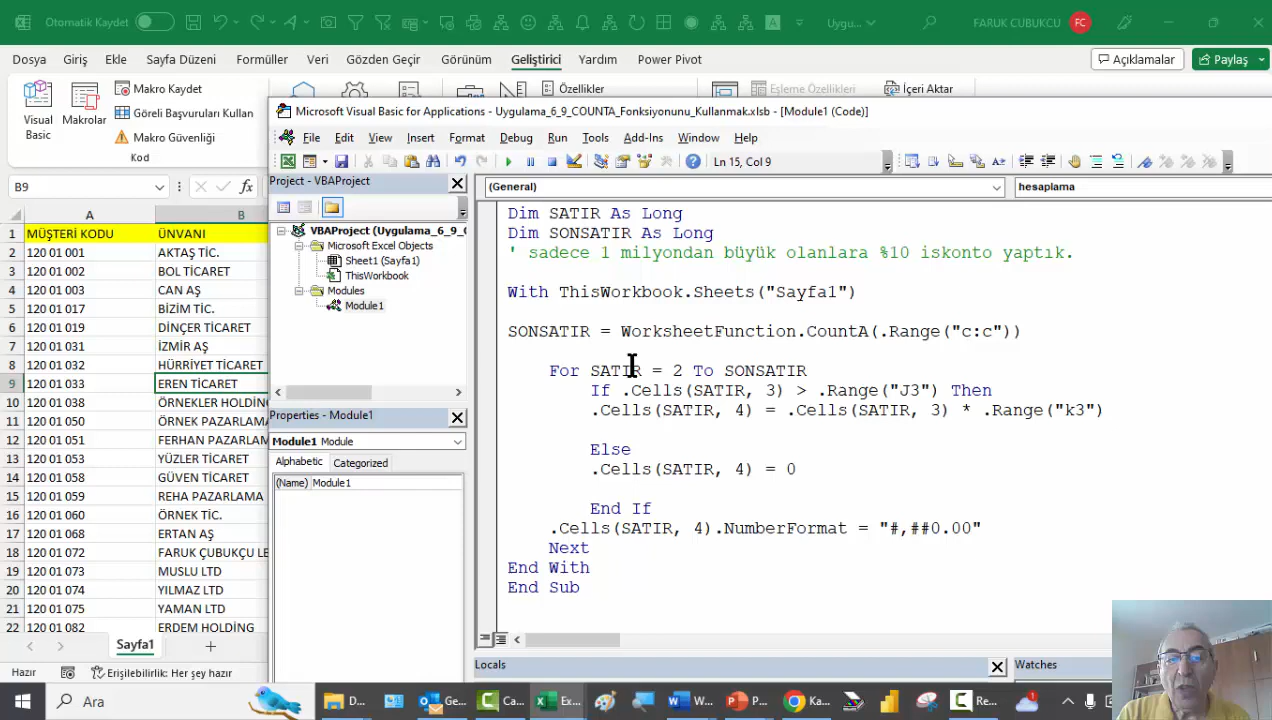 Otomatik Kaydet
Uygu...
FARUK CUBUKCU
FC
Dosya Giriş Ekle Sayfa Düzeni Formüller Veri Gözden Geçir Görünüm Geliştirici Yardım Power Pivot
Açıklamalar
Paylaş
Visual Basic
Makrolar
Makro Kaydet
Göreli Başvuruları Kullan
Makro Güvenliği
Kod
Özellikler
Eşleme Özellikleri
İçeri Aktar
Microsoft Visual Basic for Applications - Uygulama_6_9_COUNTA_Fonksiyonunu_Kullanmak.xlsb - [Module1 (Code)]
File Edit View Insert Format Debug Run Tools Add-Ins Window Help
Ln 15, Col 9
B9
fx
Project - VBAProject
VBAProject (Uygulama_6_9_C
Microsoft Excel Objects
Sheet1 (Sayfa1)
ThisWorkbook
Modules
Module1
Properties - Module1
Module1 Module
Alphabetic Categorized
(Name) Module1
(General)
hesaplama
Dim SATIR As Long
Dim SONSATIR As Long
' sadece 1 milyondan büyük olanlara %10 iskonto yaptık.
With ThisWorkbook.Sheets("Sayfa1")
SONSATIR = WorksheetFunction.CountA(.Range("c:c"))
For SATIR = 2 To SONSATIR
If .Cells(SATIR, 3) > .Range("J3") Then
.Cells(SATIR, 4) = .Cells(SATIR, 3) * .Range("k3")
Else
.Cells(SATIR, 4) = 0
End If
.Cells(SATIR, 4).NumberFormat = "#,##0.00"
Next
End With
End Sub
A B
1 MÜŞTERİ KODU ÜNVANI
2 120 01 001 AKTAŞ TİC.
3 120 01 002 BOL TİCARET
4 120 01 003 CAN AŞ
5 120 01 017 BİZİM TİC.
6 120 01 019 DİNÇER TİCARET
7 120 01 031 İZMİR AŞ
8 120 01 032 HÜRRİYET TİCARET
9 120 01 033 EREN TİCARET
10 120 01 038 ÖRNEKLER HOLDİNG
11 120 01 050 ÖRNEK PAZARLAMA
12 120 01 051 FERHAN PAZARLAMA
13 120 01 053 YÜZLER TİCARET
14 120 01 058 GÜVEN TİCARET
15 120 01 059 REHA PAZARLAMA
16 120 01 060 ÖRNEK TİC.
17 120 01 068 ERTAN AŞ
18 120 01 072 FARUK ÇUBUKÇU LE
19 120 01 073 MUSLU LTD
20 120 01 074 YILMAZ LTD
21 120 01 075 YAMAN LTD
22 120 01 082 ERDEM HOLDİNG
Sayfa1
Hazır
Erişilebilirlik: Her şey hazır
Locals
Watches
Ara
D...
Ge...
Ca...
Ex...
W...
P...
Ka...
Re...